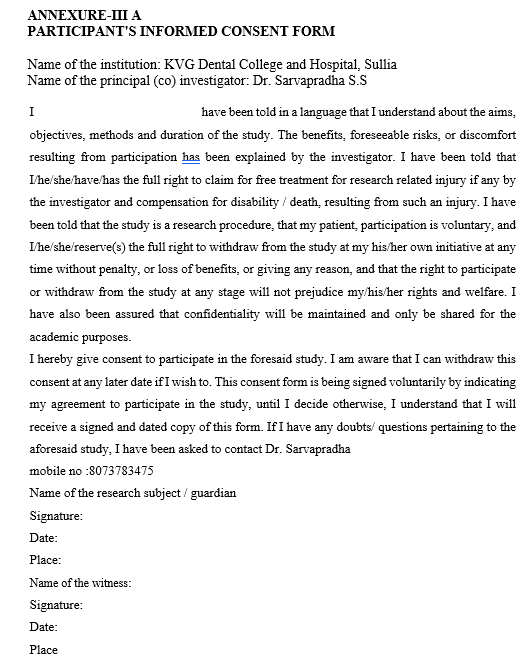 ANNEXURE-III A
PARTICIPANT'S INFORMED CONSENT FORM
Name of the institution: KVG Dental College and Hospital, Sullia
Name of the principal (co) investigator: Dr. Sarvapradha S.S
I have been told in a language that I understand about the aims,
objectives, methods and duration of the study. The benefits, foreseeable risks, or discomfort
resulting from participation has been explained by the investigator. I have been told that
I/he/she/have/has the full right to claim for free treatment for research related injury if any by
the investigator and compensation for disability / death, resulting from such an injury. I have
been told that the study is a research procedure, that my patient, participation is voluntary, and
I/he/she/reserve(s) the full right to withdraw from the study at my his/her own initiative at any
time without penalty, or loss of benefits, or giving any reason, and that the right to participate
or withdraw from the study at any stage will not prejudice my/his/her rights and welfare. I
have also been assured that confidentiality will be maintained and only be shared for the
academic purposes.
I hereby give consent to participate in the foresaid study. I am aware that I can withdraw this
consent at any later date if I wish to. This consent form is being signed voluntarily by indicating
my agreement to participate in the study, until I decide otherwise, I understand that I will
receive a signed and dated copy of this form. If I have any doubts/ questions pertaining to the
aforesaid study, I have been asked to contact Dr. Sarvapradha
mobile no :8073783475
Name of the research subject / guardian
Signature:
Date:
Place:
Name of the witness:
Signature:
Date:
Place